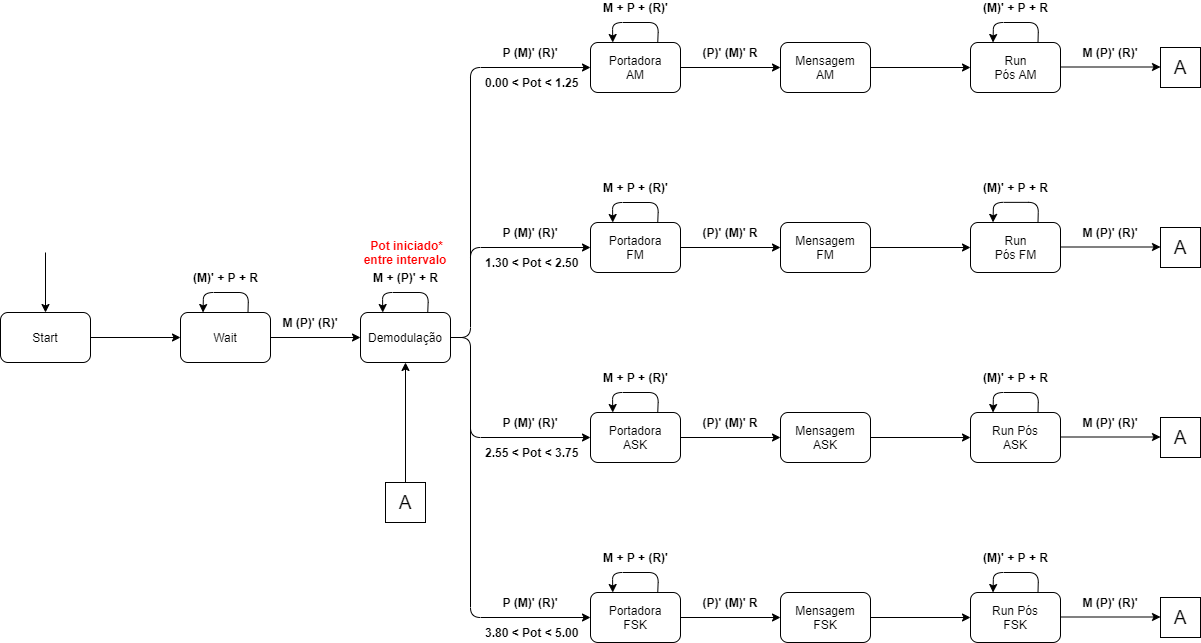 M + P + (R)'
(M)' + P + R
P (M)' (R)'
(P)' (M)' R
M (P)' (R)'
Portadora
AM
Mensagem
AM
Run
Pós AM
A
0.00 < Pot < 1.25
M + P + (R)'
(M)' + P + R
P (M)' (R)'
(P)' (M)' R
M (P)' (R)'
Portadora
FM
Mensagem
FM
Run
Pós FM
A
1.30 < Pot < 2.50
Pot iniciado*
entre intervalo
(M)' + P + R
M + (P)' + R
M (P)' (R)'
Start
Wait
Demodulação
M + P + (R)'
(M)' + P + R
P (M)' (R)'
(P)' (M)' R
M (P)' (R)'
Portadora
ASK
Mensagem
ASK
Run Pós
ASK
A
2.55 < Pot < 3.75
A
M + P + (R)'
(M)' + P + R
P (M)' (R)'
(P)' (M)' R
M (P)' (R)'
Portadora
FSK
Mensagem
FSK
Run Pós
FSK
A
3.80 < Pot < 5.00